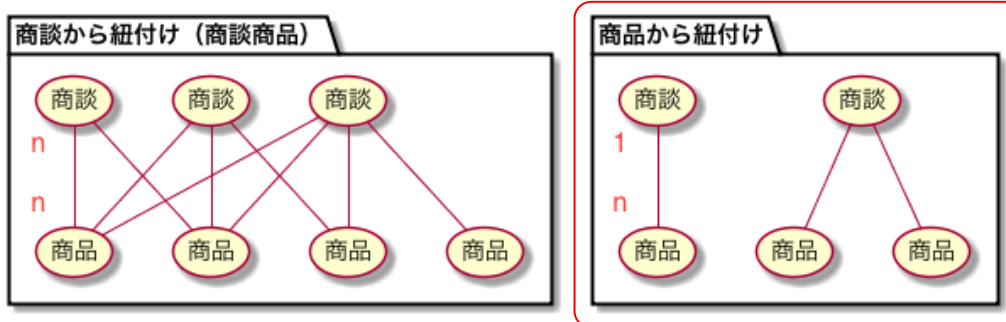 商談から紐付け（商談商品）
商談 商談 商談
n
n
商品 商品 商品 商品
商品から紐付け
商談 商談
1
n
商品 商品 商品